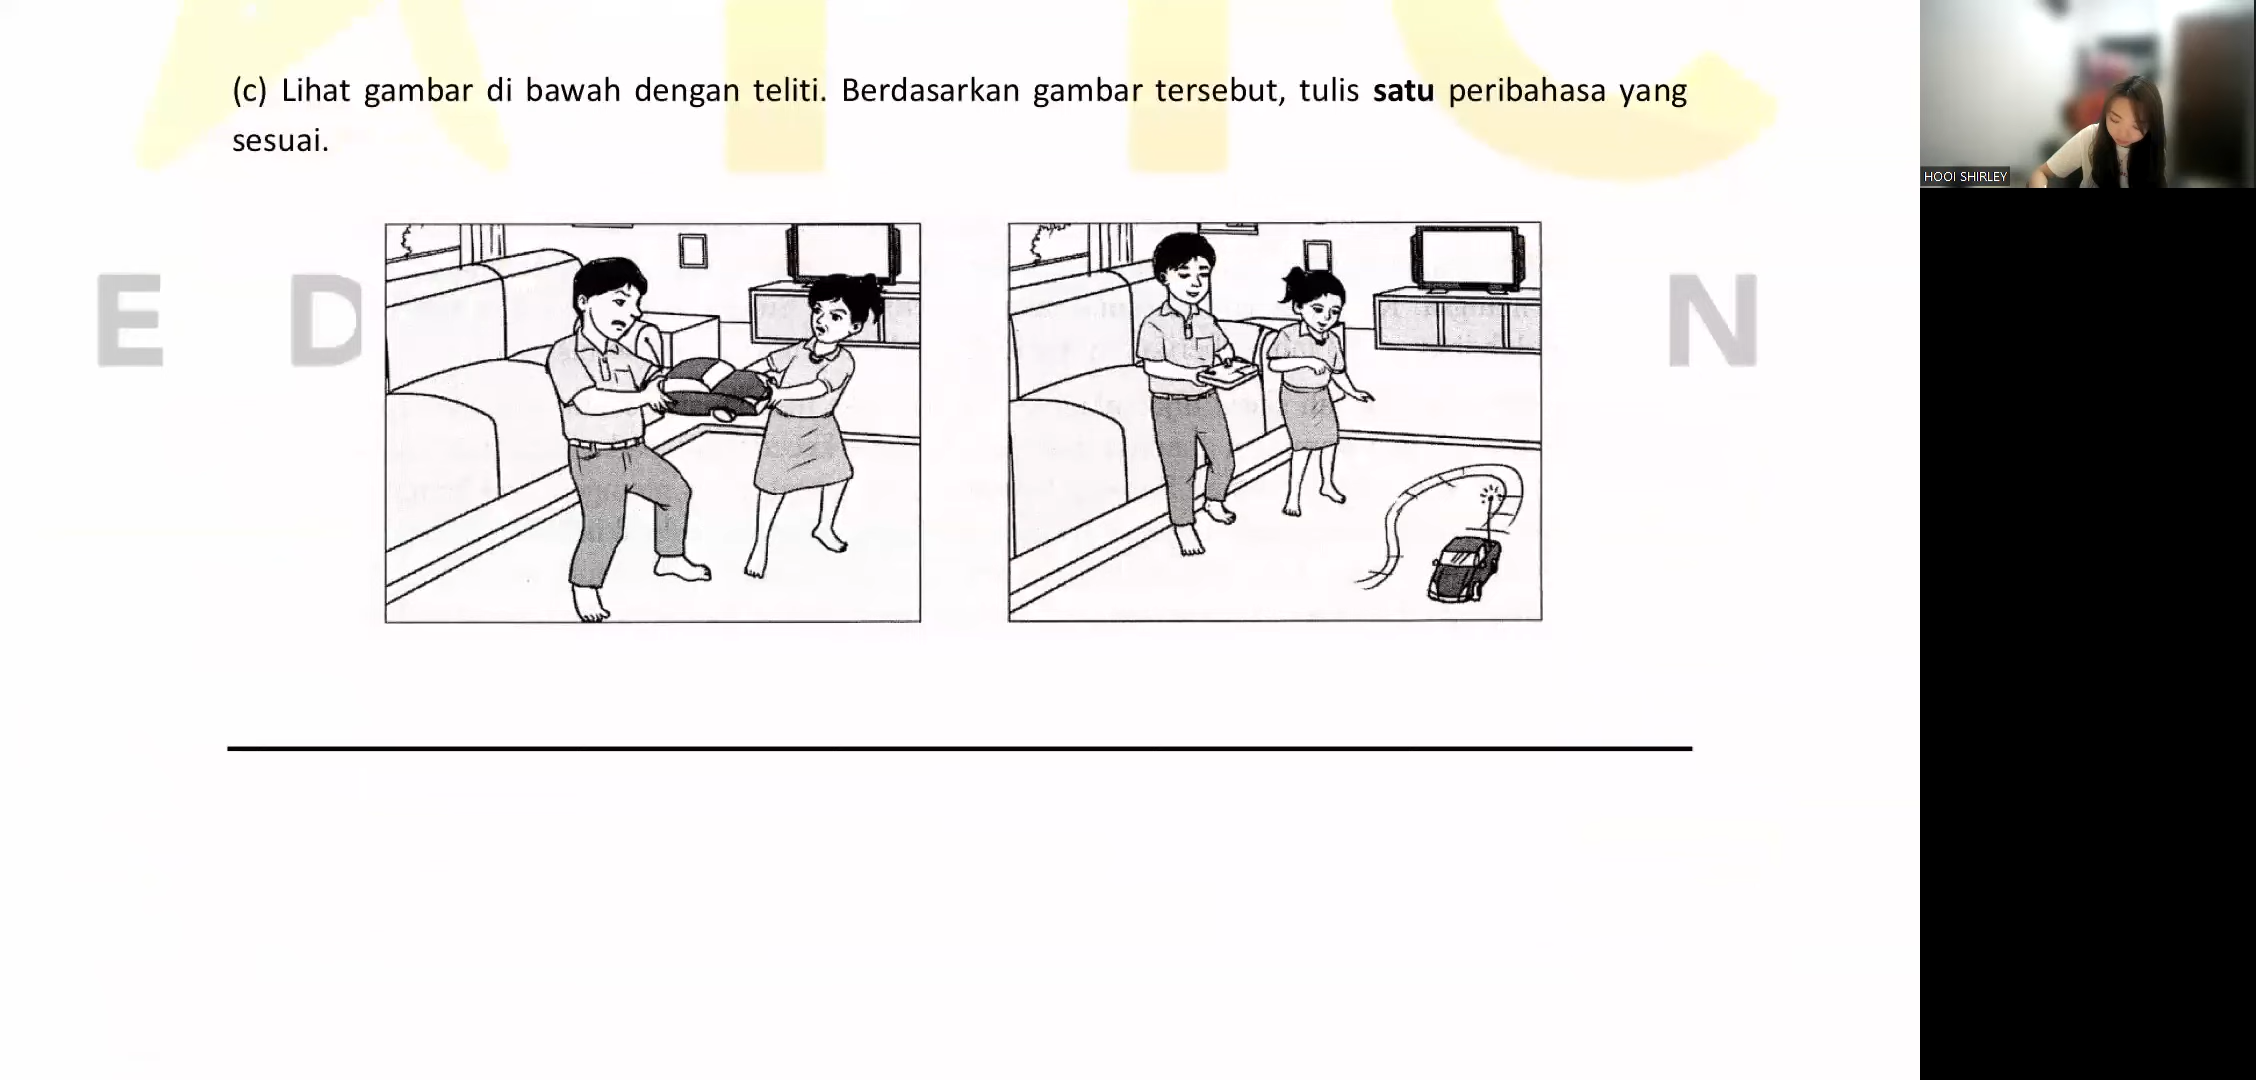 (c) Lihat gambar di bawah dengan teliti. Berdasarkan gambar tersebut, tulis satu peribahasa yang
sesuai.
HOOI SHIRLEY
E D N